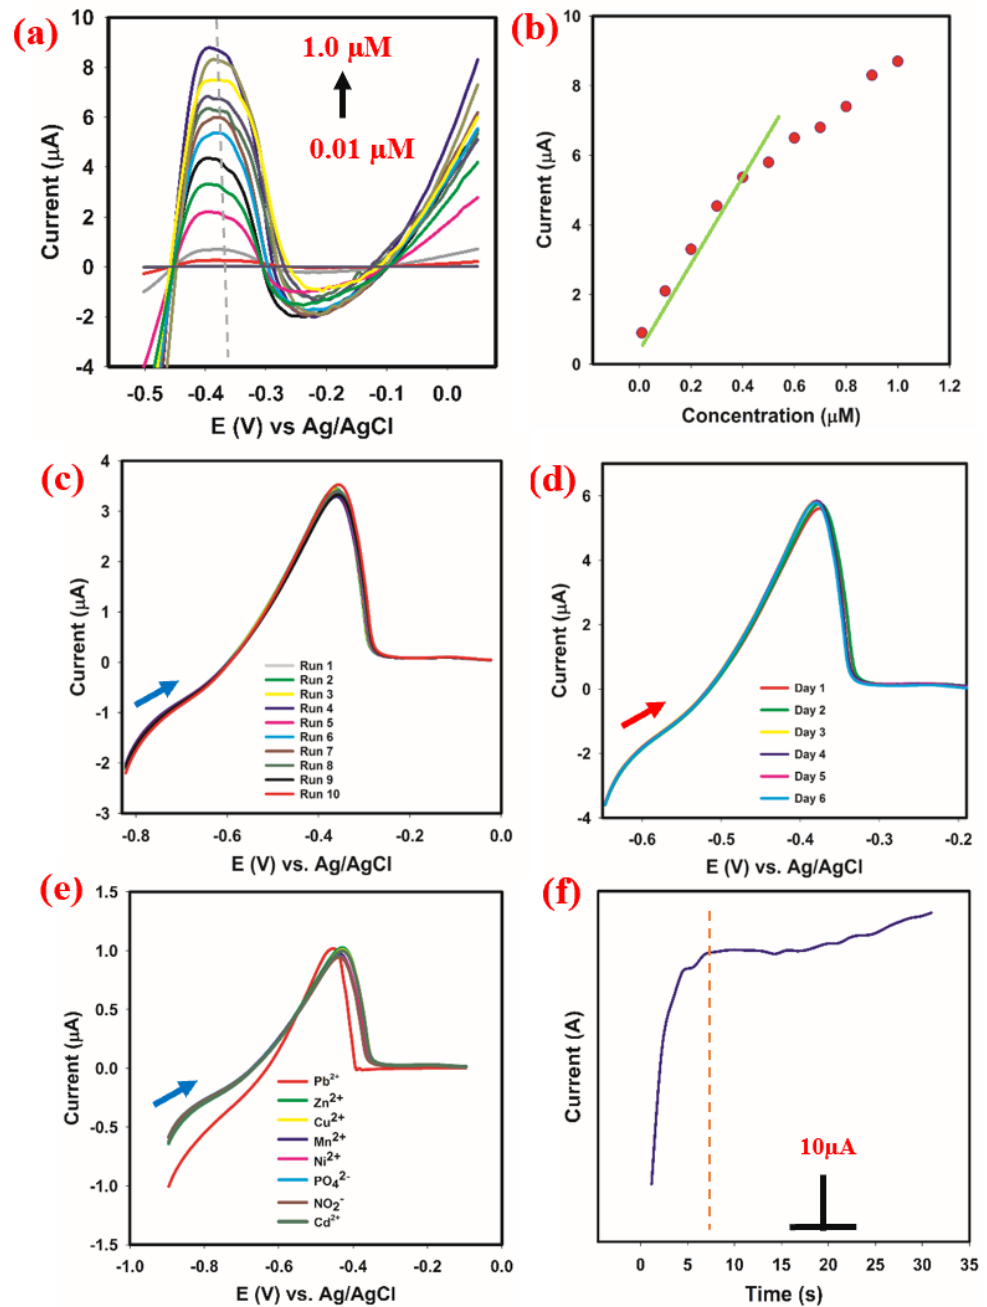 (a)
10
8
6
4
2
0
-2
-4
Current (µA)
1.0 µM
0.01 µM
-0.5 -0.4 -0.3 -0.2 -0.1 0.0
E (V) vs Ag/AgCl
(b)
10
8
6
4
2
0
Current (µA)
0.0 0.2 0.4 0.6 0.8 1.0 1.2
Concentration (µM)
(c)
4
3
2
1
0
-1
-2
-3
Current (µA)
Run 1
Run 2
Run 3
Run 4
Run 5
Run 6
Run 7
Run 8
Run 9
Run 10
-0.8 -0.6 -0.4 -0.2 0.0
E (V) vs. Ag/AgCl
(d)
6
4
2
0
-2
-4
Current (µA)
Day 1
Day 2
Day 3
Day 4
Day 5
Day 6
-0.6 -0.5 -0.4 -0.3 -0.2
E (V) vs. Ag/AgCl
(e)
1.5
1.0
0.5
0.0
-0.5
-1.0
-1.5
Current (µA)
Pb²⁺
Zn²⁺
Cu²⁺
Mn²⁺
Ni²⁺
PO₄²⁻
NO₂⁻
Cd²⁺
-1.0 -0.8 -0.6 -0.4 -0.2 -0.0
E (V) vs. Ag/AgCl
(f)
Current (A)
10µA
0 5 10 15 20 25 30 35
Time (s)